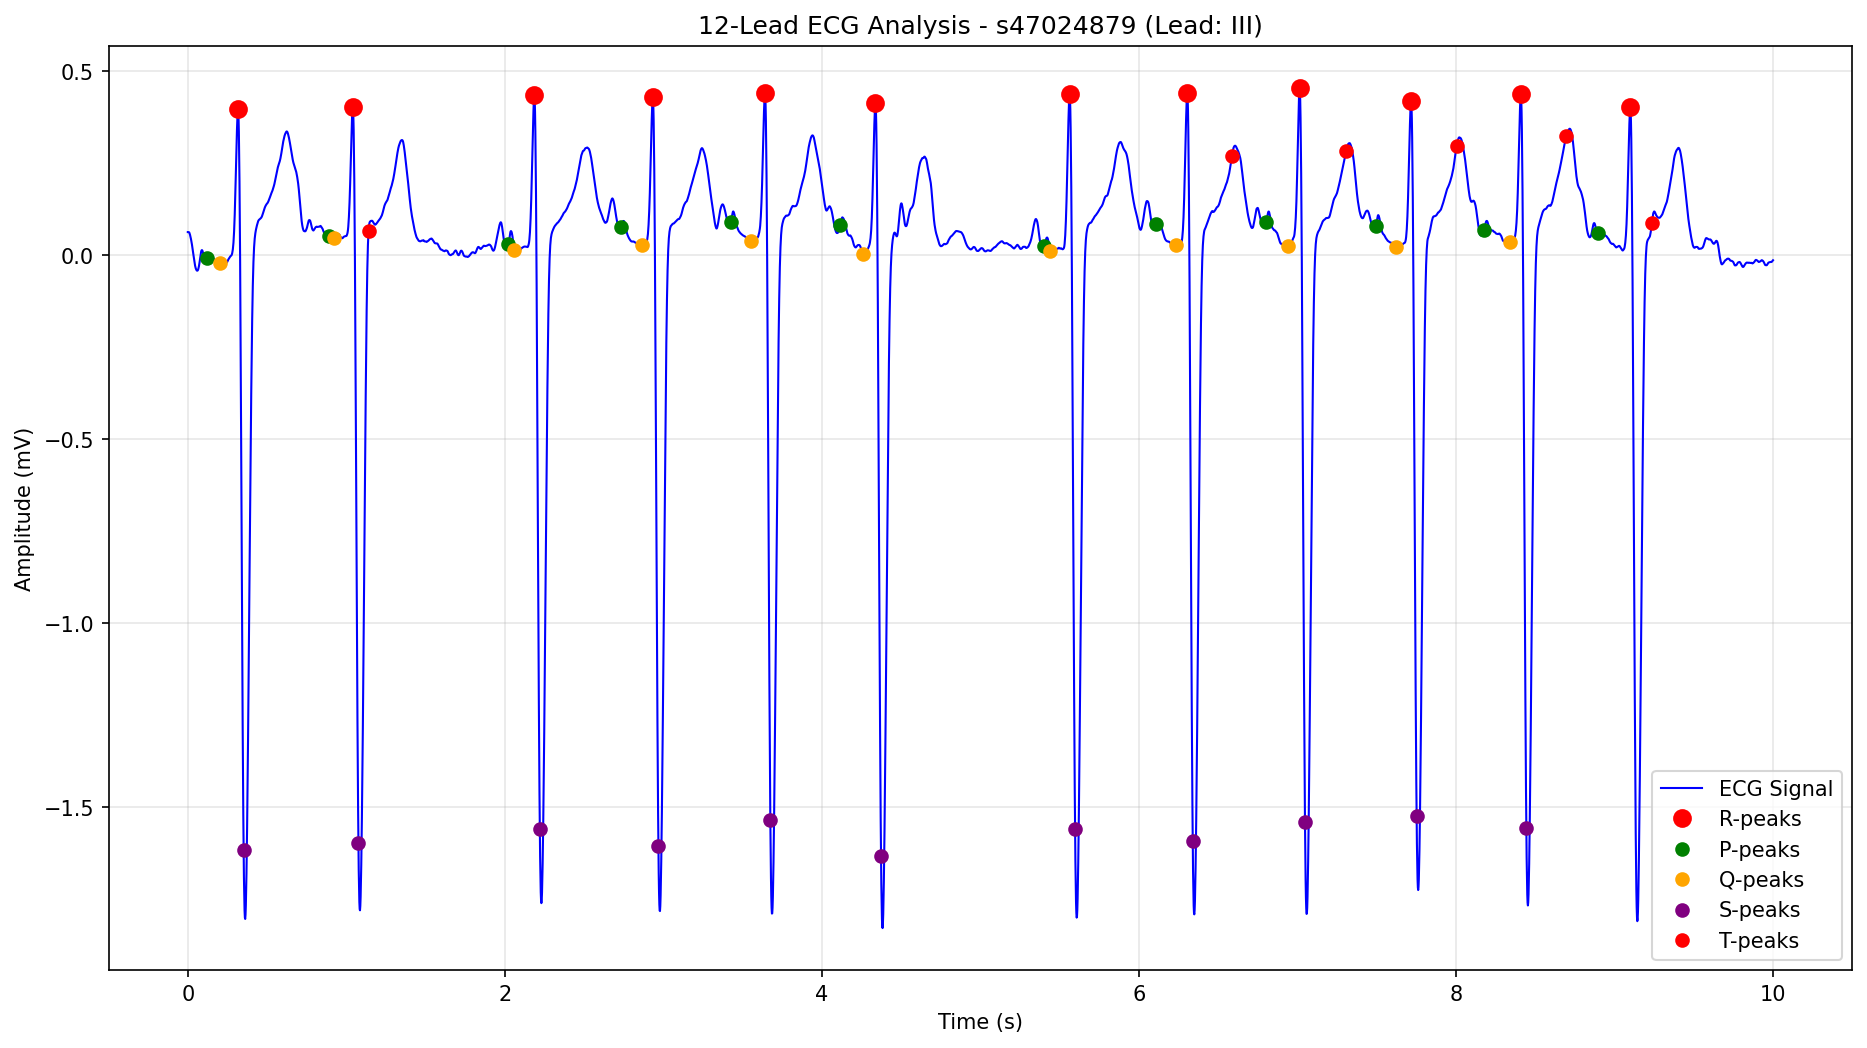 12-Lead ECG Analysis - s47024879 (Lead: III)
Amplitude (mV)
0.5
0.0
−0.5
−1.0
−1.5
ECG Signal
R-peaks
P-peaks
Q-peaks
S-peaks
T-peaks
0 2 4 6 8 10
Time (s)